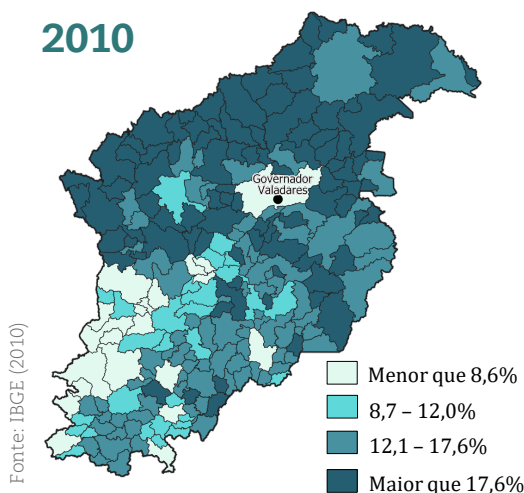 2010
Governador
Valadares
Fonte: IBGE (2010)
Menor que 8,6%
8,7 – 12,0%
12,1 – 17,6%
Maior que 17,6%